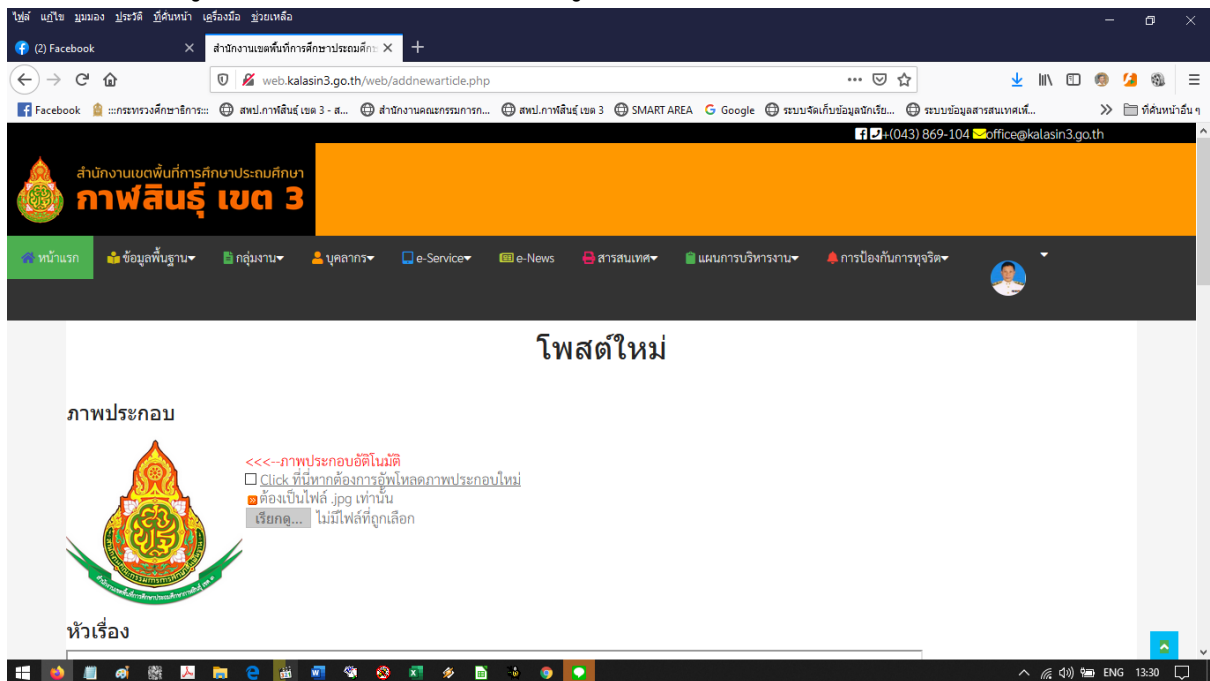 ไฟล์ แก้ไข มุมมอง ประวัติ ที่คั่นหน้า เครื่องมือ ช่วยเหลือ
(2) Facebook
สำนักงานเขตพื้นที่การศึกษาประถมศึกษ
web.kalasin3.go.th/web/addnewarticle.php
Facebook :::กระทรวงศึกษาธิการ::: สพป.กาฬสินธุ์ เขต 3 - ส... สำนักงานคณะกรรมการก... สพป.กาฬสินธุ์ เขต 3 SMART AREA Google ระบบจัดเก็บข้อมูลนักเรีย... ระบบข้อมูลสารสนเทศเพื่... ที่คั่นหน้าอื่น ๆ
+(043) 869-104 office@kalasin3.go.th
สำนักงานเขตพื้นที่การศึกษาประถมศึกษา
กาฬสินธุ์ เขต 3
หน้าแรก ข้อมูลพื้นฐาน กลุ่มงาน บุคลากร e-Service e-News สารสนเทศ แผนการบริหารงาน การป้องกันการทุจริต
โพสต์ใหม่
ภาพประกอบ
<<<--ภาพประกอบอัติโนมัติ
Click ที่นี่หากต้องการอัพโหลดภาพประกอบใหม่
ต้องเป็นไฟล์ .jpg เท่านั้น
เรียกดู... ไม่มีไฟล์ที่ถูกเลือก
หัวเรื่อง
ENG 13:30